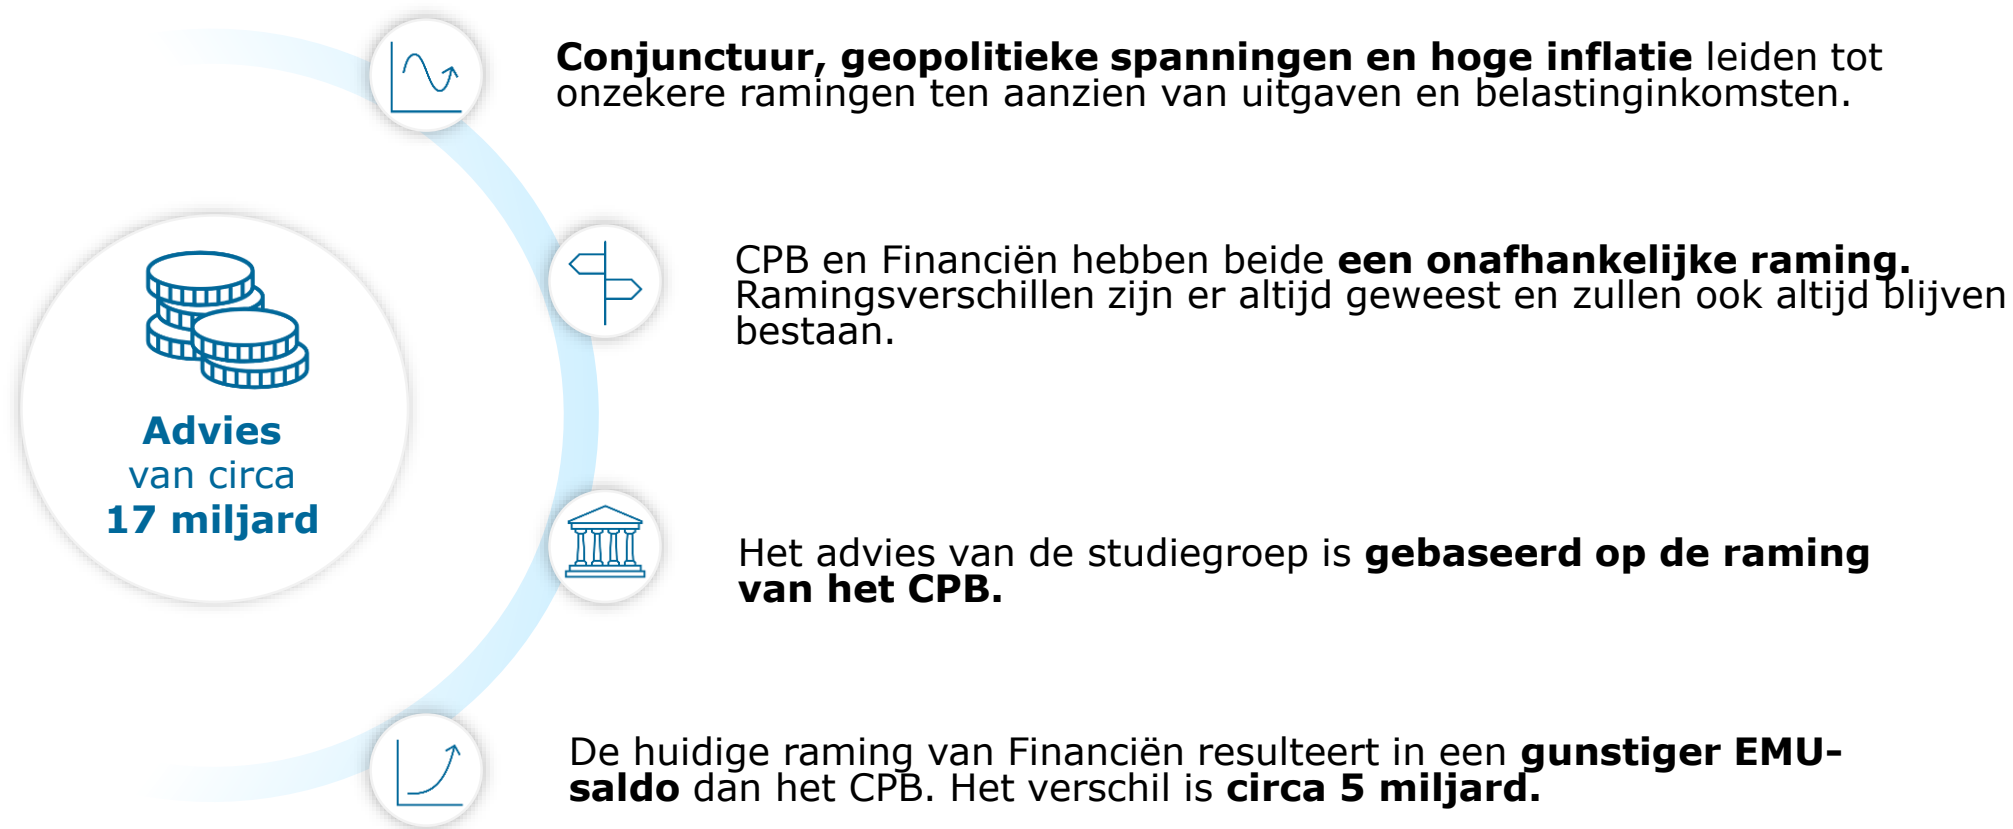 Conjunctuur, geopolitieke spanningen en hoge inflatie leiden tot
onzekere ramingen ten aanzien van uitgaven en belastinginkomsten.
CPB en Financiën hebben beide een onafhankelijke raming.
Ramingsverschillen zijn er altijd geweest en zullen ook altijd blijven
bestaan.
Advies
van circa
17 miljard
Het advies van de studiegroep is gebaseerd op de raming
van het CPB.
De huidige raming van Financiën resulteert in een gunstiger EMU-
saldo dan het CPB. Het verschil is circa 5 miljard.